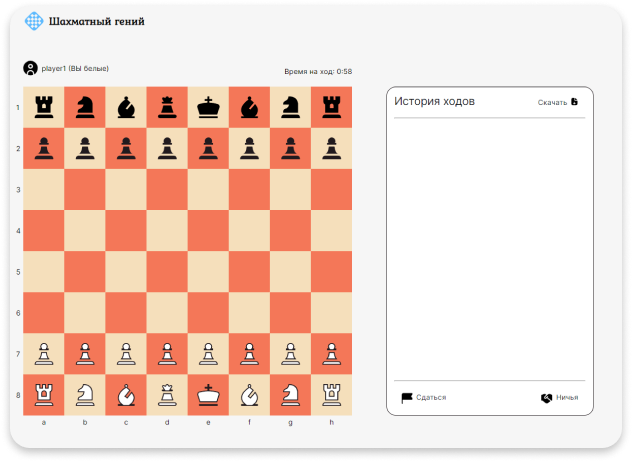 Шахматный гений
player1 (ВЫ белые)
Время на ход: 0:58
История ходов
Скачать
1
2
3
4
5
6
7
8
a b c d e f g h
Сдаться
Ничья